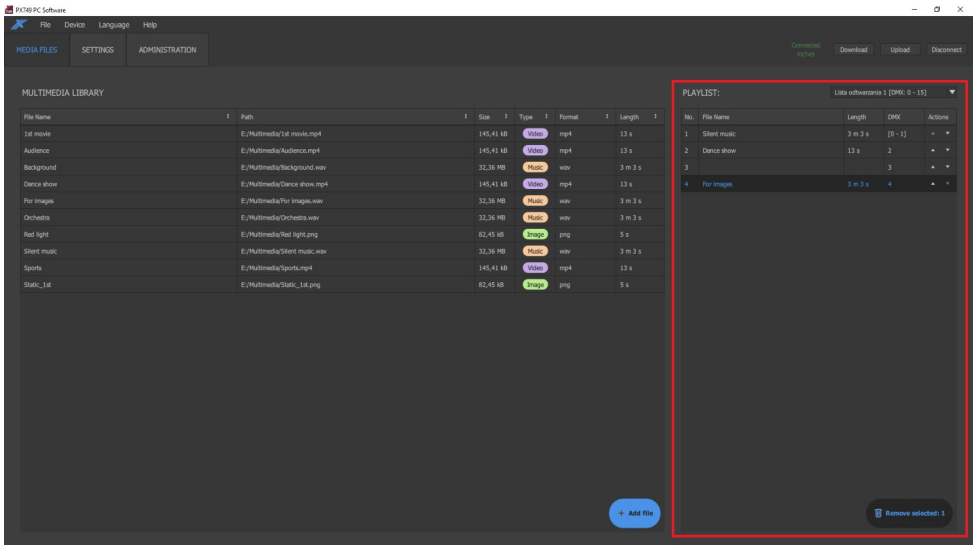 PX749 PC Software
File Device Language Help
MEDIA FILES SETTINGS ADMINISTRATION
Connected
PX749
Download Upload Disconnect
MULTIMEDIA LIBRARY
File Name Path Size Type Format Length
1st movie E:/Multimedia/1st movie.mp4 145,41 kB Video mp4 13 s
Audience E:/Multimedia/Audience.mp4 145,41 kB Video mp4 13 s
Background E:/Multimedia/Background.wav 32,36 MB Music wav 3 m 3 s
Dance show E:/Multimedia/Dance show.mp4 145,41 kB Video mp4 13 s
For images E:/Multimedia/For images.wav 32,36 MB Music wav 3 m 3 s
Orchestra E:/Multimedia/Orchestra.wav 32,36 MB Music wav 3 m 3 s
Red light E:/Multimedia/Red light.png 82,45 kB Image png 5 s
Silent music E:/Multimedia/Silent music.wav 32,36 MB Music wav 3 m 3 s
Sports E:/Multimedia/Sports.mp4 145,41 kB Video mp4 13 s
Static_1st E:/Multimedia/Static_1st.png 82,45 kB Image png 5 s
+ Add file
PLAYLIST: Lista odtwarzania 1 [DMX: 0 - 15]
No. File Name Length DMX Actions
1 Silent music 3 m 3 s [0 - 1]
2 Dance show 13 s 2
3 3
4 For images 3 m 3 s 4
Remove selected: 1